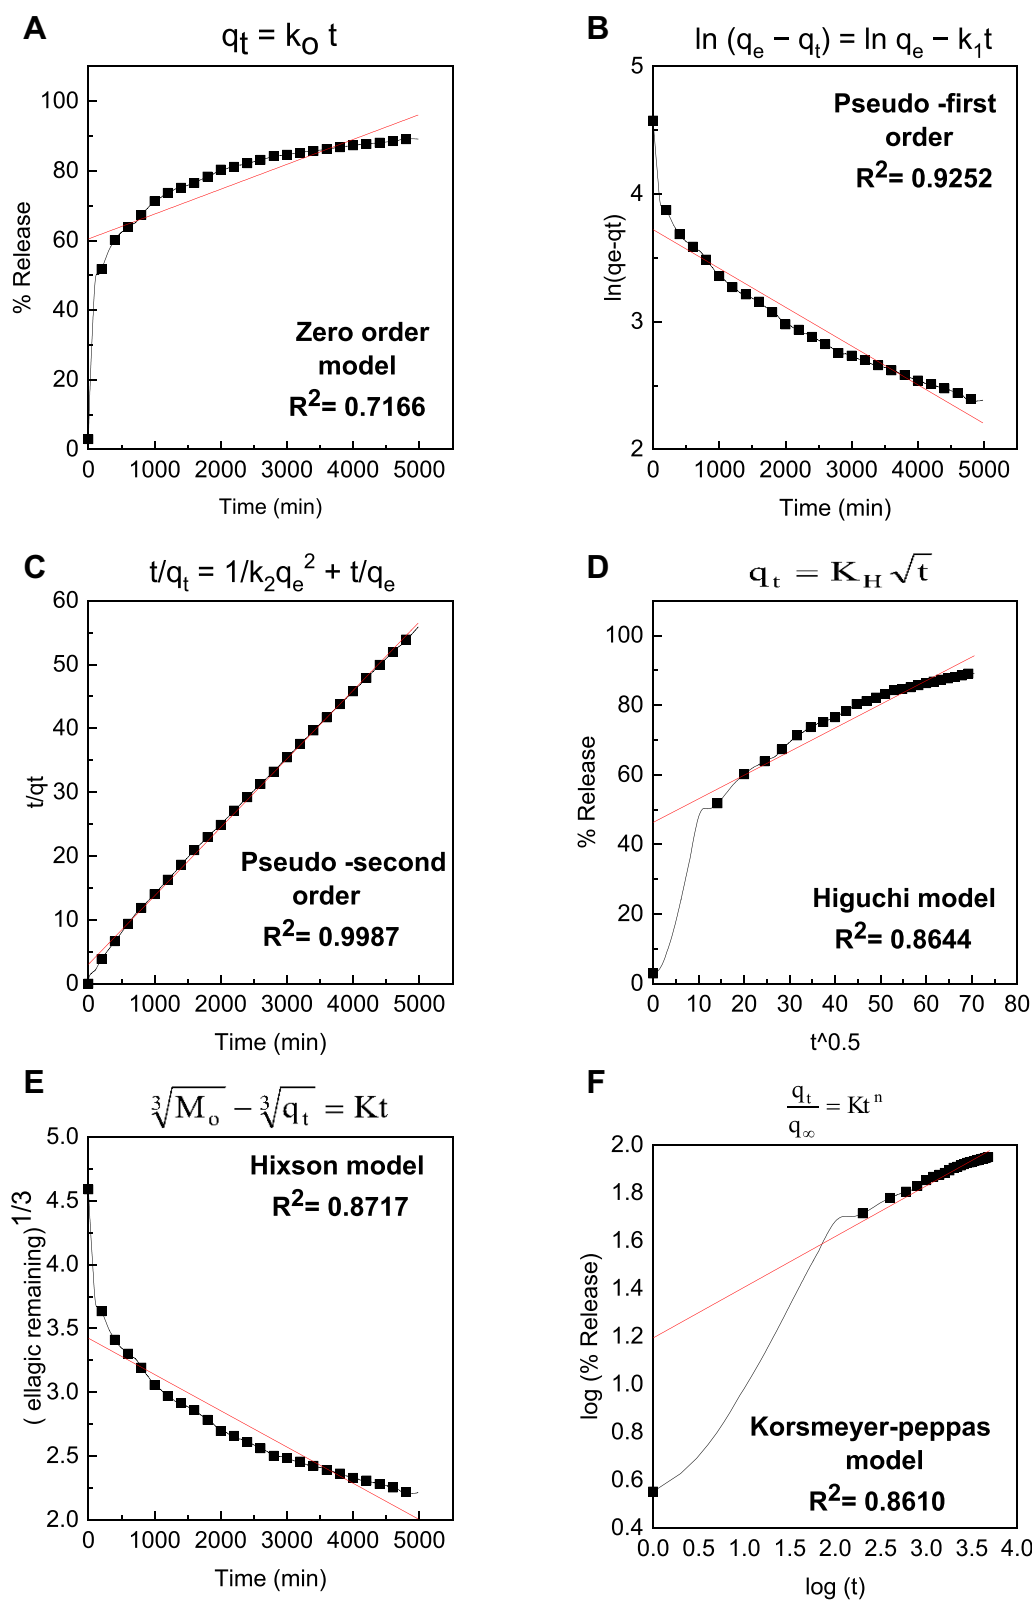 A
qt = ko t
100
80
60
40
20
0
% Release
Zero order
model
R2= 0.7166
0 1000 2000 3000 4000 5000
Time (min)
B
ln (qe − qt) = ln qe − k1t
5
4
3
2
ln(qe-qt)
Pseudo -first
order
R2= 0.9252
0 1000 2000 3000 4000 5000
Time (min)
C
t/qt = 1/k2qe2 + t/qe
60
50
40
30
20
10
0
t/qt
Pseudo -second
order
R2= 0.9987
0 1000 2000 3000 4000 5000
Time (min)
D
qt = KH √t
100
80
60
40
20
0
% Release
Higuchi model
R2= 0.8644
0 10 20 30 40 50 60 70 80
t^0.5
E
3√Mo − 3√qt = Kt
5.0
4.5
4.0
3.5
3.0
2.5
2.0
( ellagic remaining)1/3
Hixson model
R2= 0.8717
0 1000 2000 3000 4000 5000
Time (min)
F
qt
q∞
= Kt n
2.0
1.8
1.6
1.4
1.2
1.0
0.8
0.6
0.4
log (% Release)
Korsmeyer-peppas
model
R2= 0.8610
0.0 0.5 1.0 1.5 2.0 2.5 3.0 3.5 4.0
log (t)